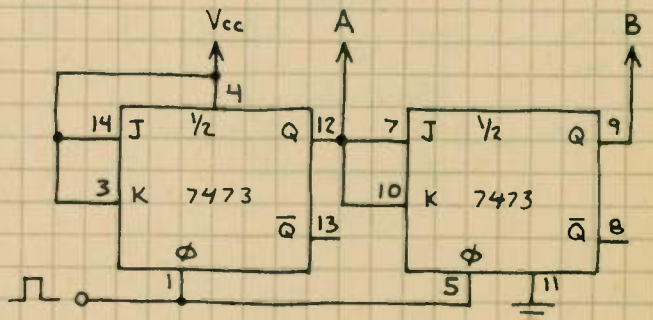 Vcc A B
4
14 J ½ Q 12 7 J ½ Q 9
3 K 7473 10 K 7473
Q̅ 13 Q̅ 8
Φ Φ
1 5 11